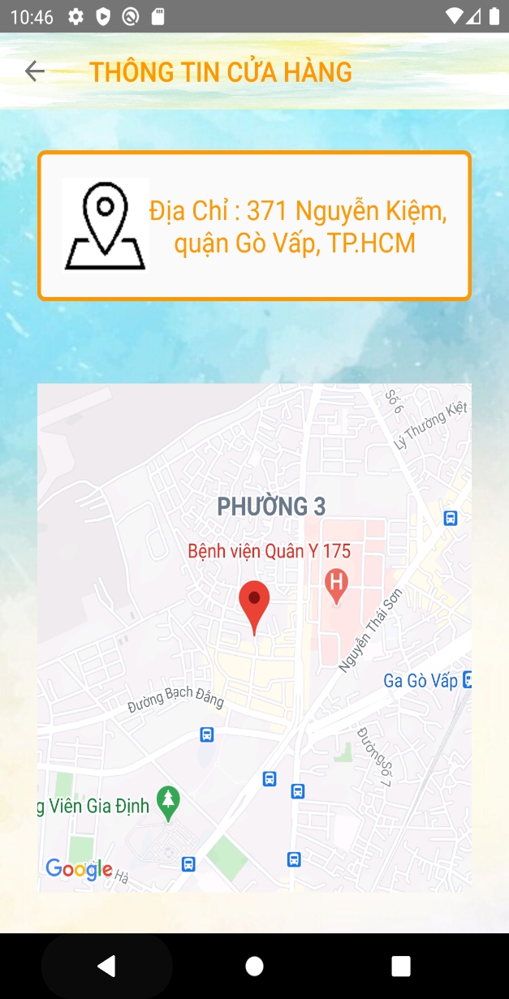 10:46
THÔNG TIN CỬA HÀNG
Địa Chỉ : 371 Nguyễn Kiệm,
quận Gò Vấp, TP.HCM
Số 6
Lý Thường Kiệt
PHƯỜNG 3
Bệnh viện Quân Y 175
H
Nguyễn Thái Sơn
Ga Gò Vấp
Đường Bạch Đằng
Đường Số 7
g Viên Gia Định
Google
Hà